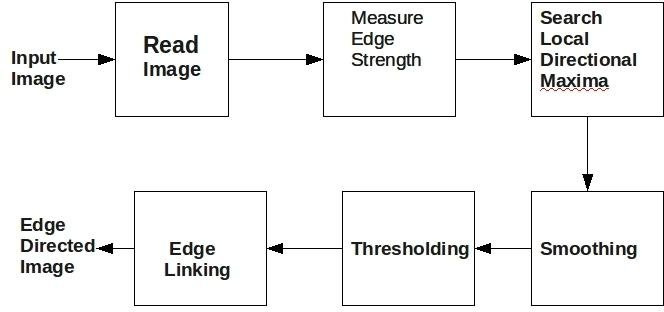 Input
Image
Read
Image
Measure
Edge
Strength
Search
Local
Directional
Maxima
Smoothing
Thresholding
Edge
Linking
Edge
Directed
Image